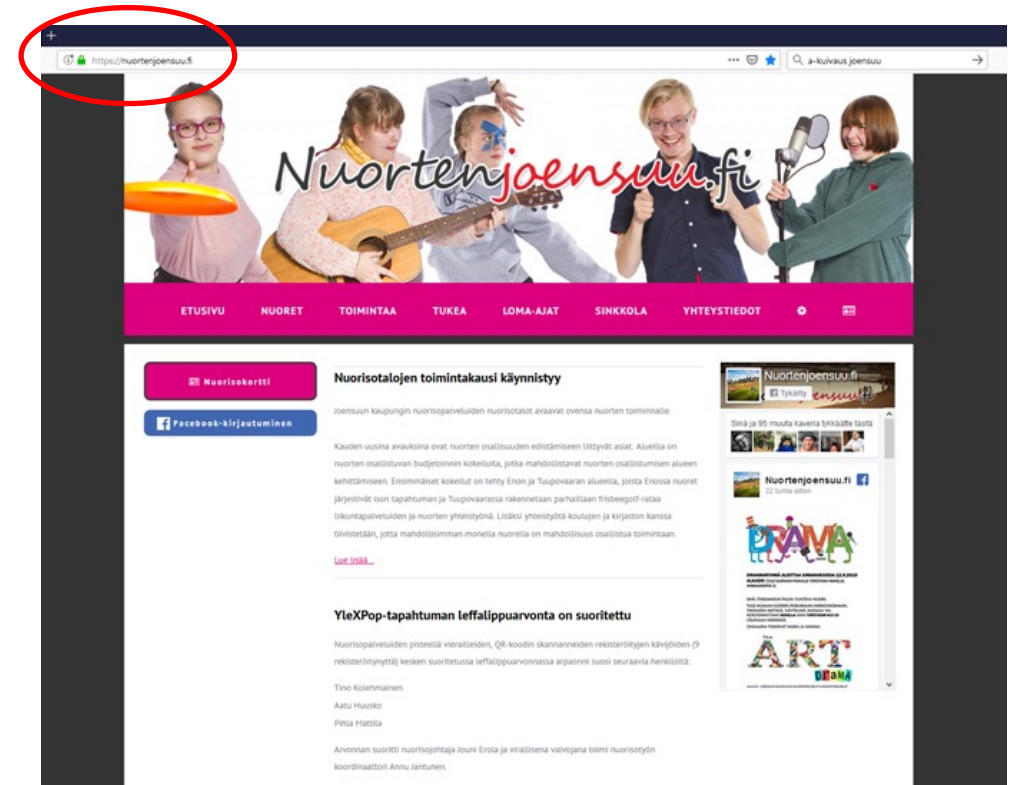 +
https://nuortenjoensuu.fi
a-kuivaus joensuu
Nuortenjoensuu.fi
ETUSIVU NUORET TOIMINTAA TUKEA LOMA-AJAT SINKKOLA YHTEYSTIEDOT
Nuorisokortti
Facebook-kirjautuminen
Nuorisotalojen toimintakausi käynnistyy
Joensuun kaupungin nuorisopalveluiden nuorisotalot avaavat ovensa nuorten toiminnalle.
Kauden uusina avauksina ovat nuorten osallisuuden edistämiseen liittyvät asiat. Alueilla on
nuorten osallistuvan budjetoinnin kokeiluita, jotka mahdollistavat nuorten osallistumisen alueen
kehittämiseen. Ensimmäiset kokeilut on tehty Enon ja Tuupovaaran alueella, joista Enossa nuoret
järjestivät ison tapahtuman ja Tuupovaarassa rakennetaan parhaillaan frisbeegolf-rataa
liikuntapalveluiden ja nuorten yhteistyönä. Lisäksi yhteistyötä koulujen ja kirjaston kanssa
tiivistetään, jotta mahdollisimman monella nuorella on mahdollisuus osallistua toimintaan.
Lue lisää...
YleXPop-tapahtuman leffalippuarvonta on suoritettu
Nuorisopalveluiden pisteellä vierailleiden, QR-koodin skannanneiden rekisteröityjen kävijöiden (9
rekisteröitynyttä) kesken suoritetussa leffalippuarvonnassa arpaonni suosi seuraavia henkilöitä:
Tino Kolehmainen
Aatu Huusko
Pihla Mattila
Arvonnan suoritti nuorisojohtaja Jouni Erola ja virallisena valvojana toimi nuorisotyön
koordinaattori Annu Jantunen.
Nuortenjoensuu.fi
Tykätty
Sinä ja 95 muuta kaveria tykkäätte tästä
Nuortenjoensuu.fi
22 tuntia sitten
DRAMA
The
ART
Of
DRAMA